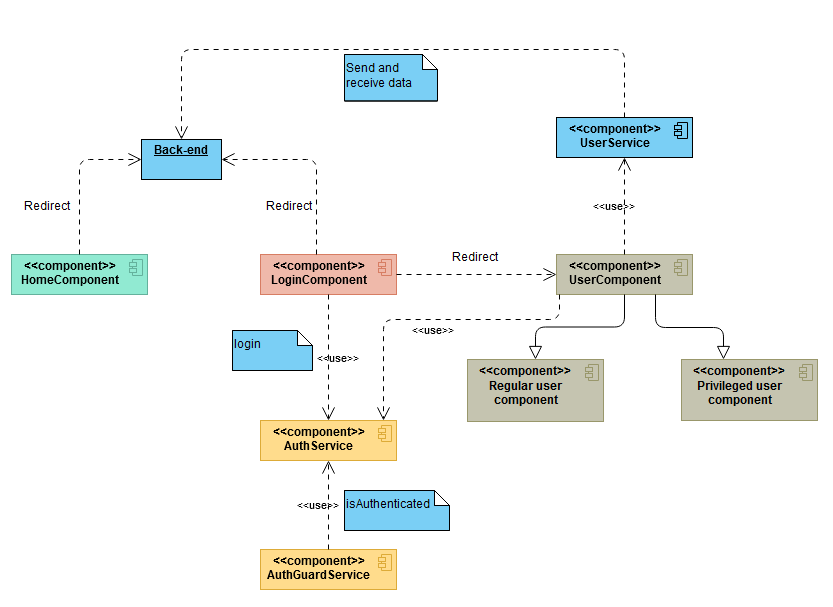 Send and
receive data
<<component>>
UserService
Back-end
Redirect
Redirect
<<use>>
<<component>>
HomeComponent
<<component>>
LoginComponent
Redirect
<<component>>
UserComponent
login
<<use>>
<<use>>
<<component>>
Regular user
component
<<component>>
Privileged user
component
<<component>>
AuthService
<<use>>
isAuthenticated
<<component>>
AuthGuardService